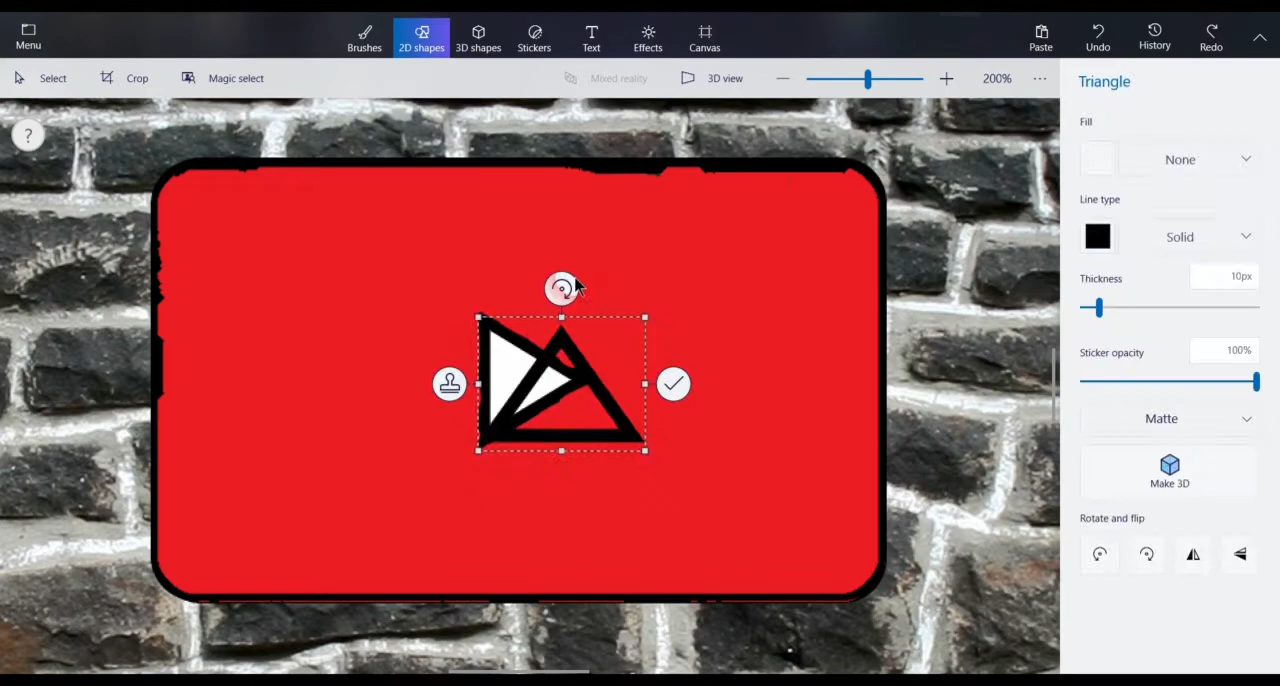 Menu
Brushes
2D shapes
3D shapes
Stickers
Text
Effects
Canvas
Paste
Undo
History
Redo
Select
Crop
Magic select
Mixed reality
3D view
200%
?
Triangle
Fill
None
Line type
Solid
Thickness
10px
Sticker opacity
100%
Matte
Make 3D
Rotate and flip